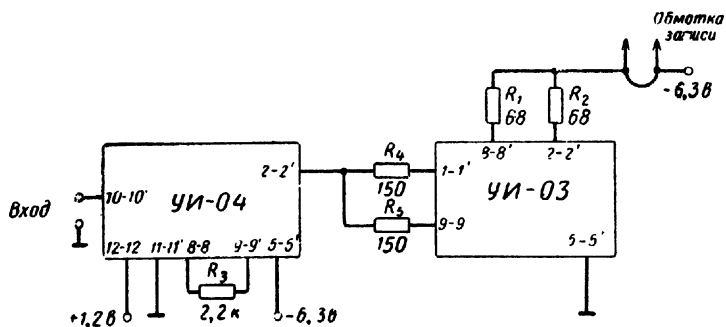 Обмотка
записи
R1
68
R2
68
-6,3в
8-8'
2-2'
2-2'
R4
150
1-1'
УИ-04
УИ-03
10-10'
Вход
R5
150
9-9
5-5'
12-12
11-11'
8-8
9-9'
5-5'
R3
2,2к
+1,2в
-6,3в